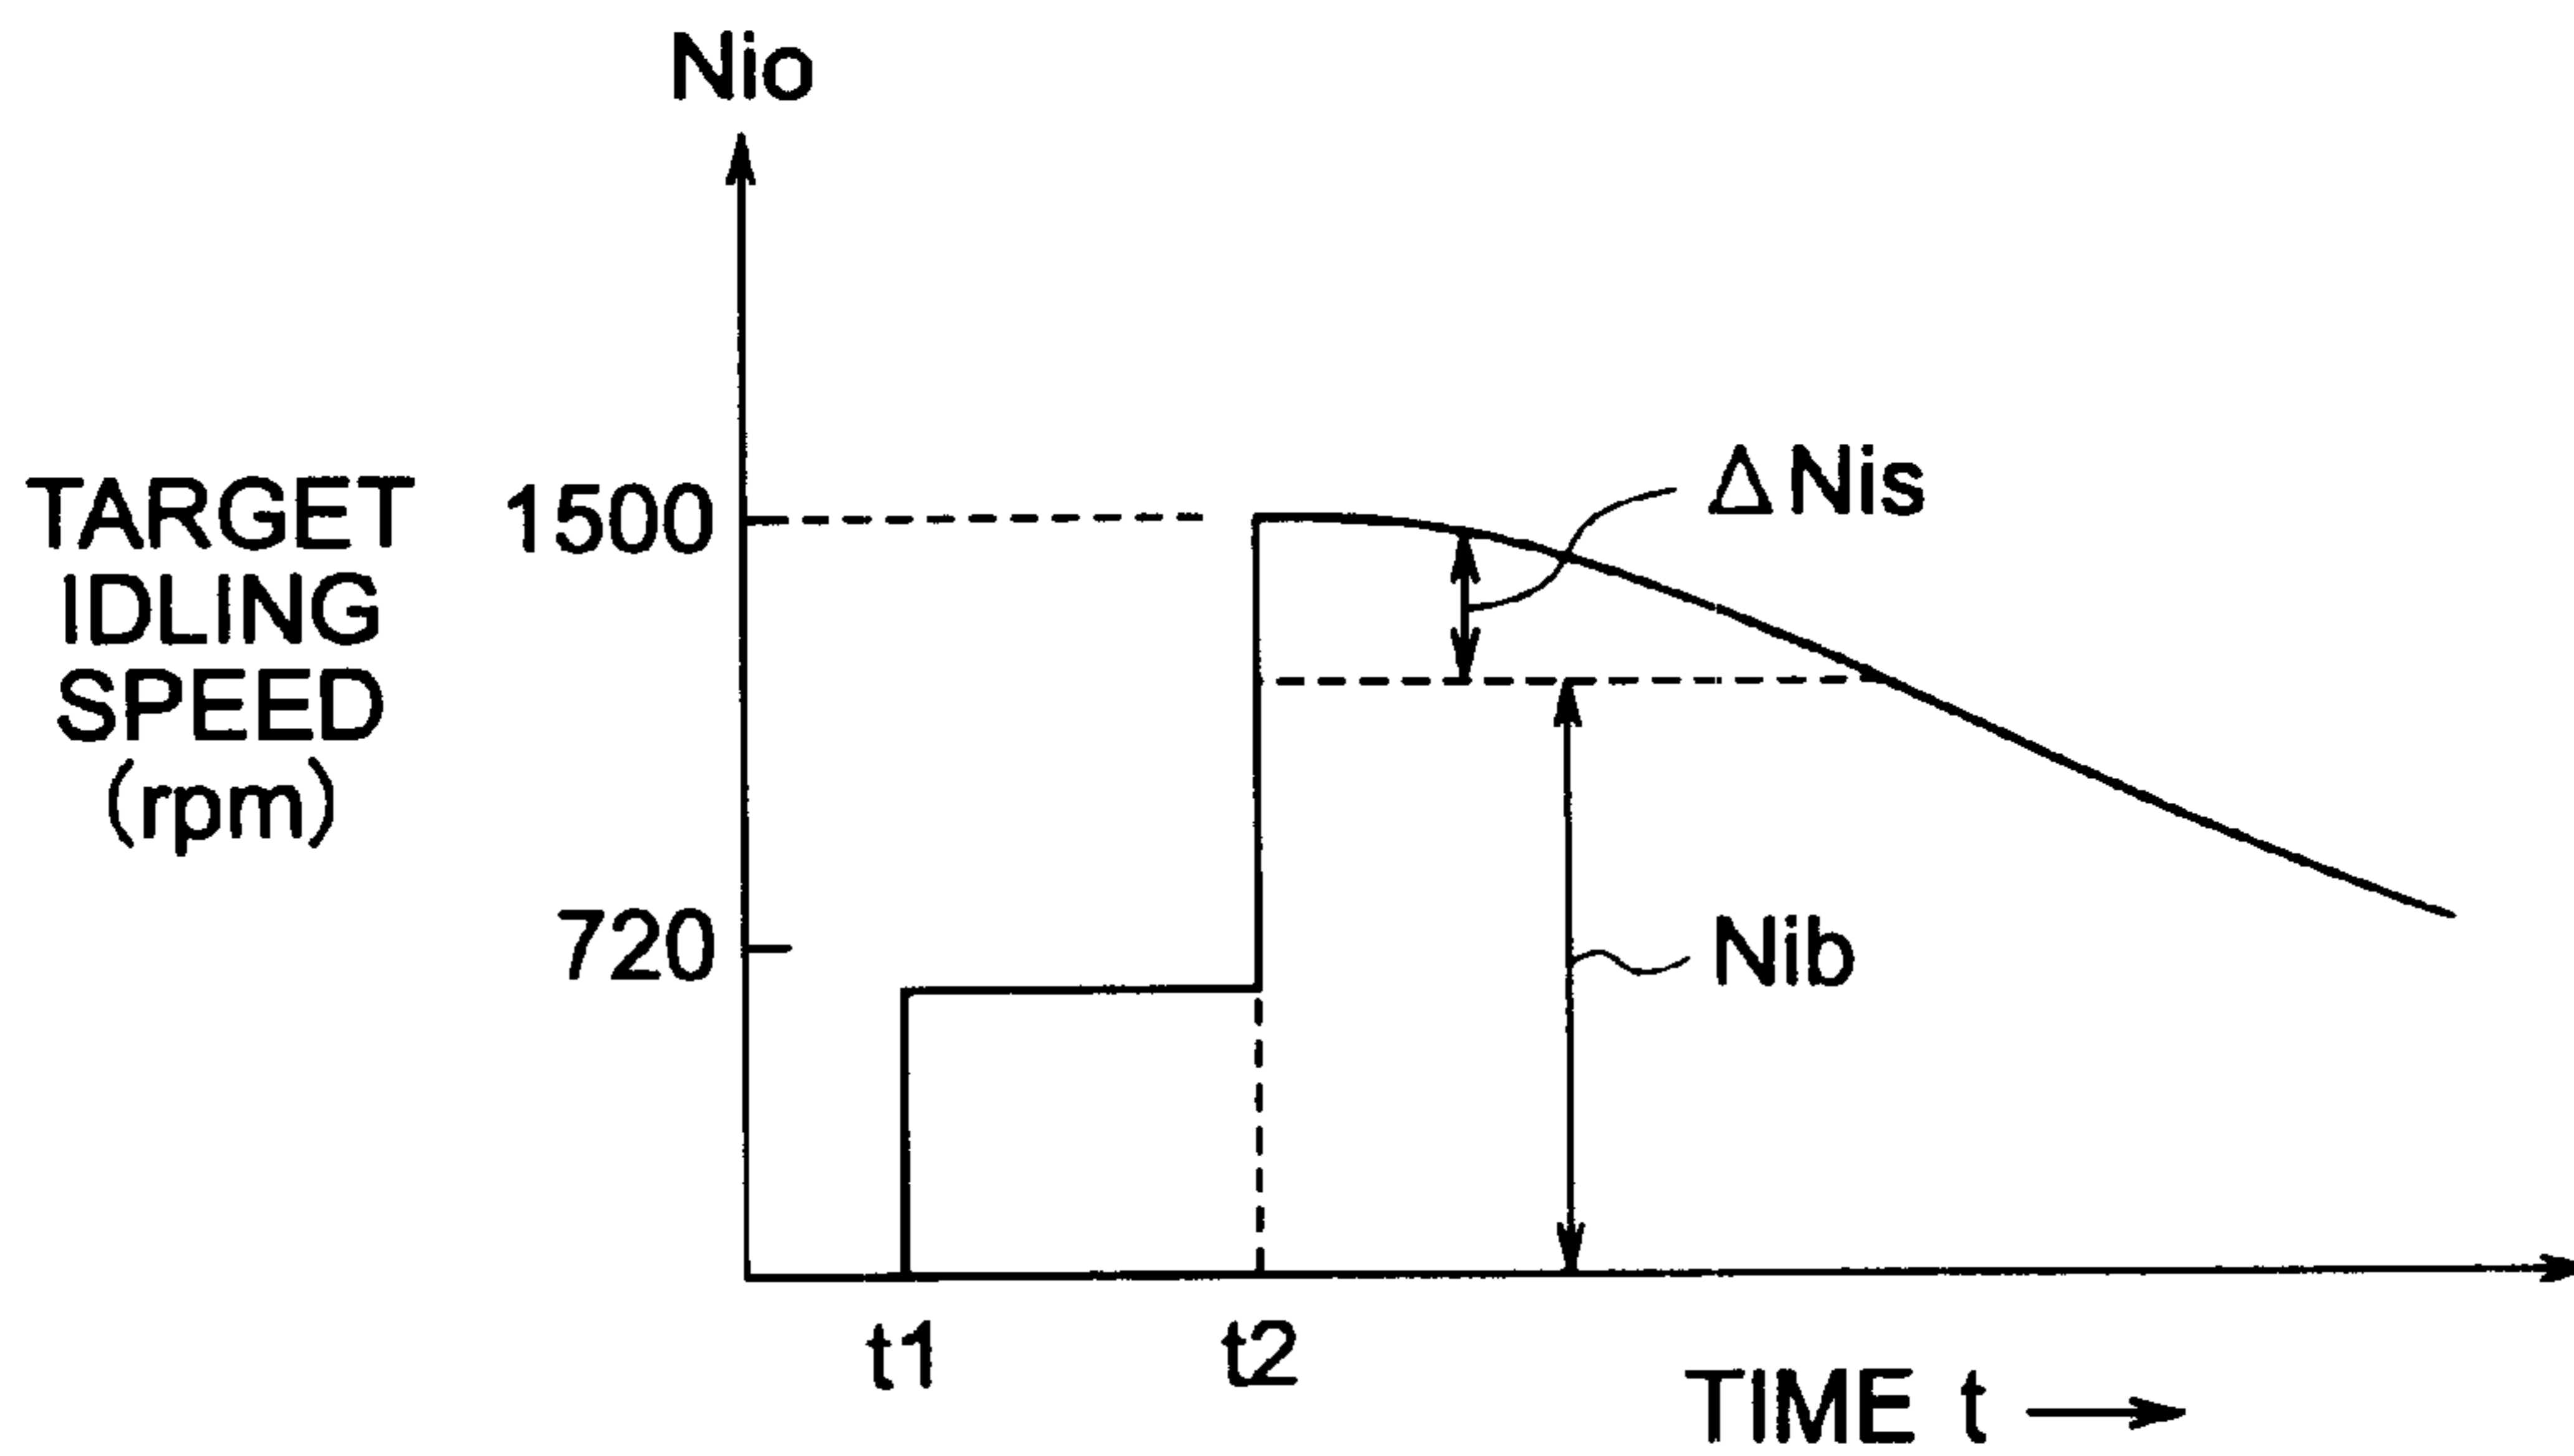 Nio
TARGET
IDLING
SPEED
(rpm)
1500
720
ΔNis
Nib
t1
t2
TIME t